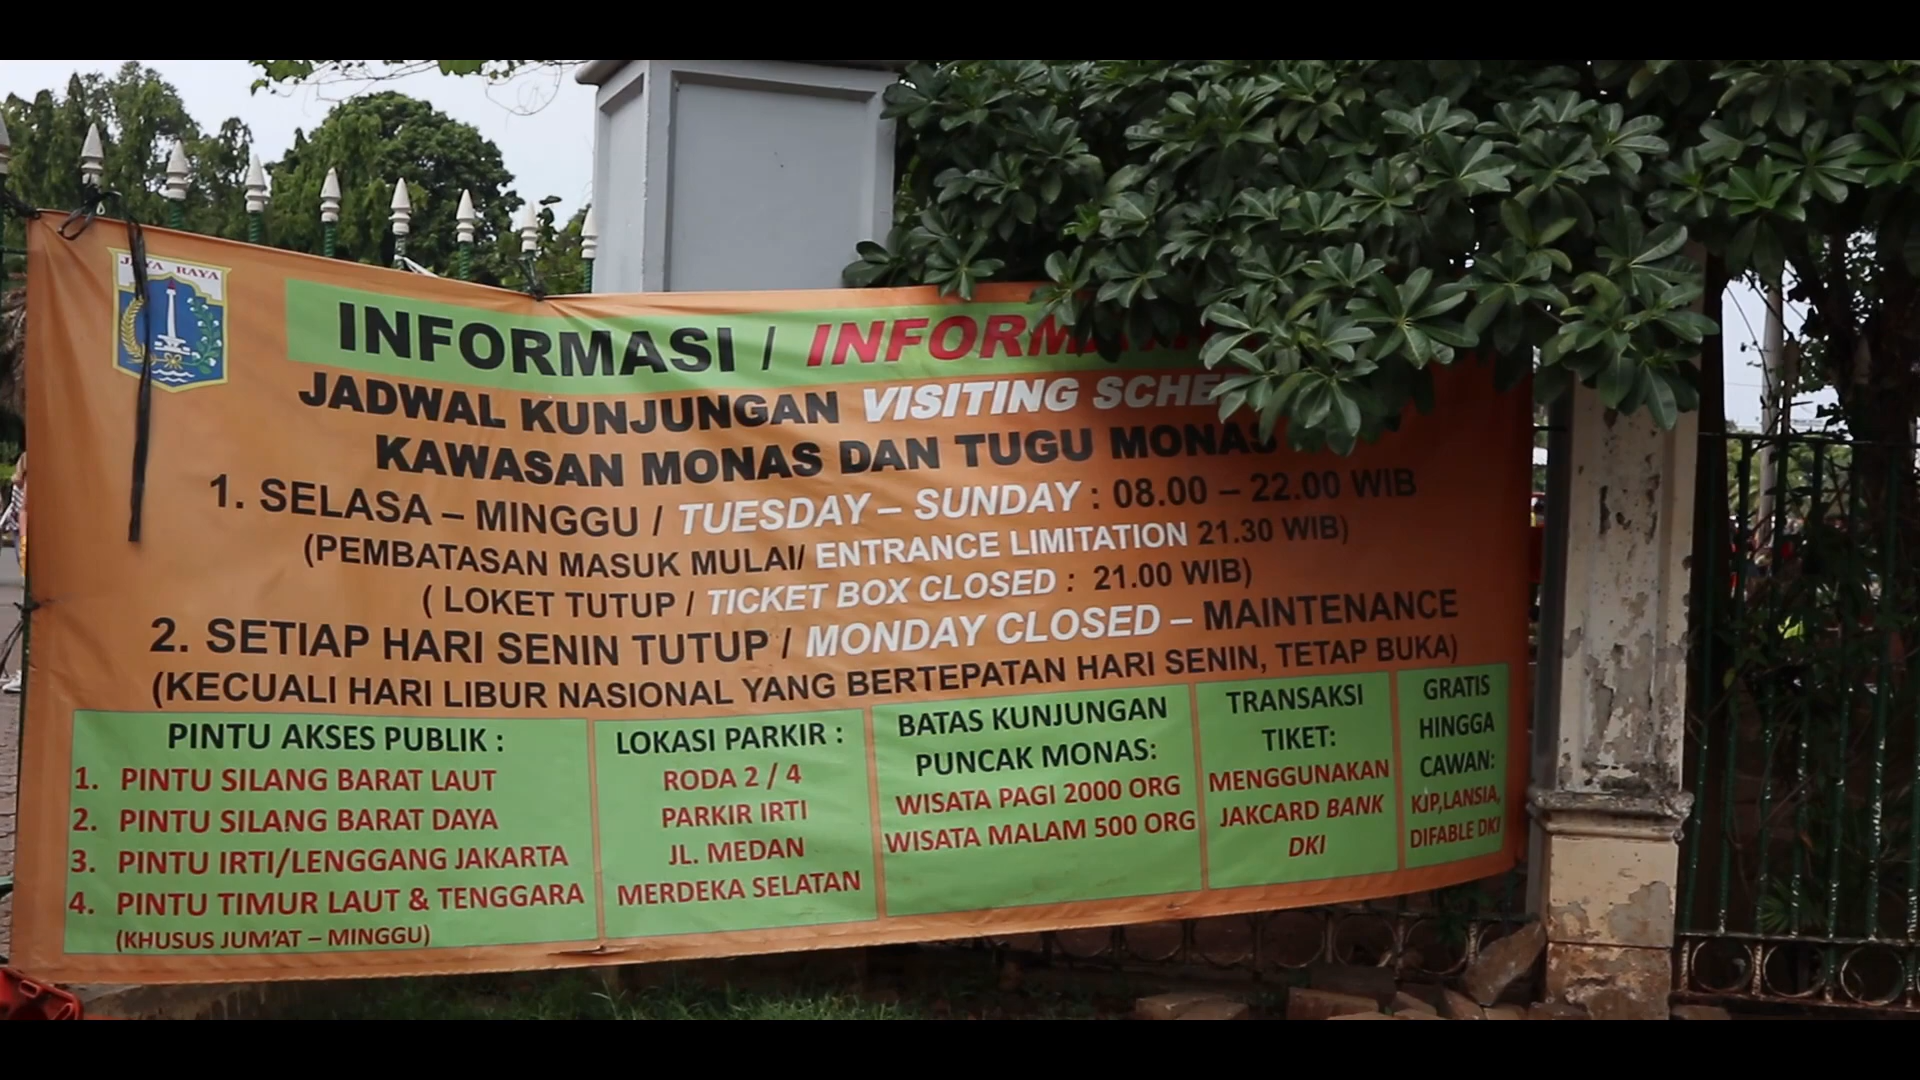 JAYA RAYA
INFORMASI /
JADWAL KUNJUNGAN VISITING
KAWASAN MONAS DAN TUGU MONAS
1. SELASA – MINGGU / TUESDAY – SUNDAY : 08.00 – 22.00 WIB
(PEMBATASAN MASUK MULAI/ ENTRANCE LIMITATION 21.30 WIB)
( LOKET TUTUP / TICKET BOX CLOSED : 21.00 WIB)
2. SETIAP HARI SENIN TUTUP / MONDAY CLOSED – MAINTENANCE
(KECUALI HARI LIBUR NASIONAL YANG BERTEPATAN HARI SENIN, TETAP BUKA)
PINTU AKSES PUBLIK :
1. PINTU SILANG BARAT LAUT
2. PINTU SILANG BARAT DAYA
3. PINTU IRTI/LENGGANG JAKARTA
4. PINTU TIMUR LAUT & TENGGARA
(KHUSUS JUM'AT – MINGGU)
LOKASI PARKIR :
RODA 2 / 4
PARKIR IRTI
JL. MEDAN
MERDEKA SELATAN
BATAS KUNJUNGAN
PUNCAK MONAS:
WISATA PAGI 2000 ORG
WISATA MALAM 500 ORG
TRANSAKSI
TIKET:
MENGGUNAKAN
JAKCARD BANK
DKI
GRATIS
HINGGA
CAWAN:
KJP,LANSIA,
DIFABLE DKI